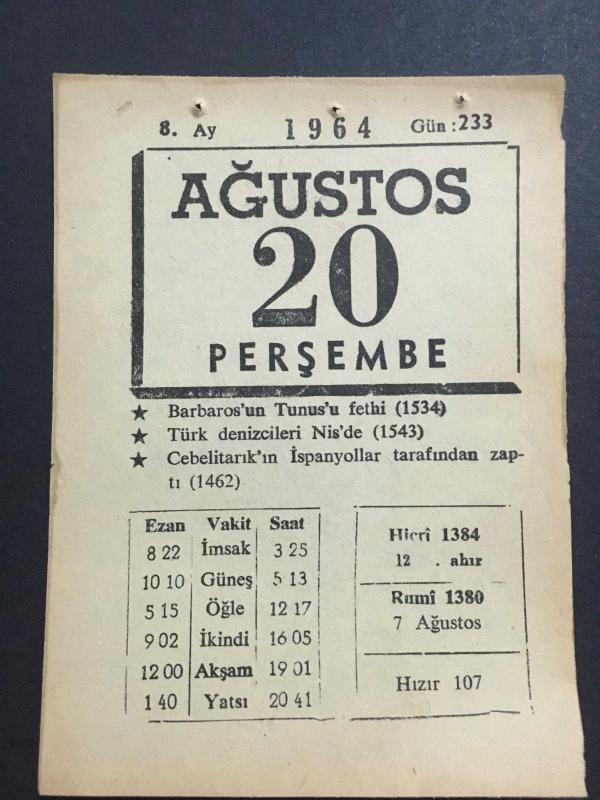 8. Ay 1964 Gün : 233
AĞUSTOS
20
PERŞEMBE
★ Barbaros'un Tunus'u fethi (1534)
★ Türk denizcileri Nis'de (1543)
★ Cebelitarık'ın İspanyollar tarafından zap-
tı (1462)
Ezan Vakit Saat
8 22 İmsak 3 25
10 10 Güneş 5 13
5 15 Öğle 12 17
9 02 İkindi 16 05
12 00 Akşam 19 01
1 40 Yatsı 20 41
Hicrî 1384
12 . ahır
Rumî 1380
7 Ağustos
Hızır 107